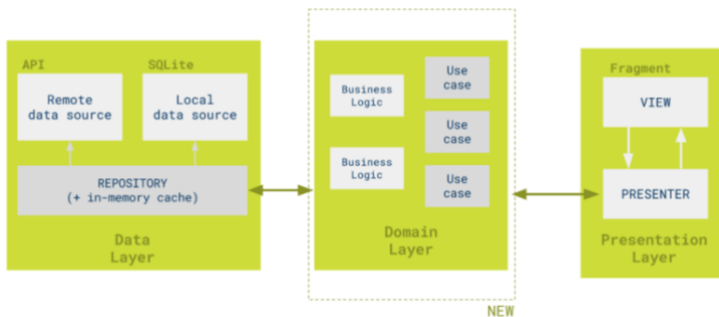 API
SQLite
Remote
data source
Local
data source
REPOSITORY
(+ in-memory cache)
Data
Layer
Business
Logic
Business
Logic
Use
case
Use
case
Use
case
Domain
Layer
NEW
Fragment
VIEW
PRESENTER
Presentation
Layer